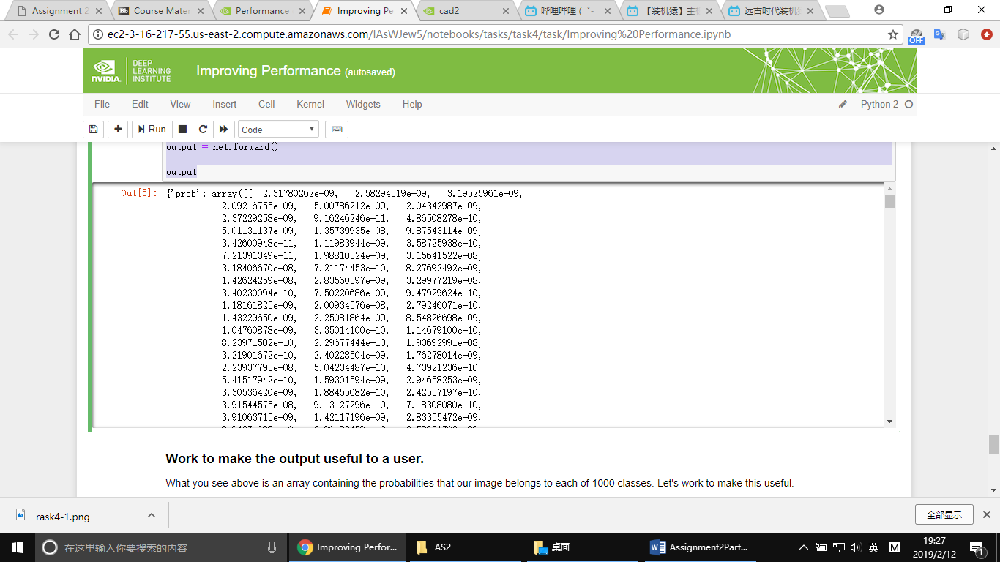 Assignment 2
Course Mater
Performance
Improving Pe
cad2
哔哩哔哩 ( ゜-
【装机猿】主
远古时代装机
ec2-3-16-217-55.us-east-2.compute.amazonaws.com/lAsWJew5/notebooks/tasks/task4/task/Improving%20Performance.ipynb
OFF
NVIDIA.
DEEP
LEARNING
INSTITUTE
Improving Performance (autosaved)
File Edit View Insert Cell Kernel Widgets Help
Python 2
Run
Code
output = net.forward()
output
Out[5]: {'prob': array([[ 2.31780262e-09, 2.58294519e-09, 3.19525961e-09,
2.09216755e-09, 5.00786212e-09, 2.04342987e-09,
2.37229258e-09, 9.16246246e-11, 4.86508278e-10,
5.01131137e-09, 1.35739935e-08, 9.87543114e-09,
3.42600948e-11, 1.11983944e-09, 3.58725938e-10,
7.21391349e-11, 1.98810324e-09, 3.15641522e-08,
3.18406670e-08, 7.21174453e-10, 8.27692492e-09,
1.42624259e-08, 2.83560397e-09, 3.29977219e-08,
3.40230094e-10, 7.50220686e-09, 9.47929624e-10,
1.18161825e-09, 2.00934576e-08, 2.79246071e-10,
1.43229650e-09, 2.25081864e-09, 8.54826698e-09,
1.04760878e-09, 3.35014100e-10, 1.14679100e-10,
8.23971502e-10, 2.29677444e-10, 1.93692991e-08,
3.21901672e-10, 2.40228504e-09, 1.76278014e-09,
2.23937793e-08, 5.04234487e-10, 4.73921236e-10,
5.41517942e-10, 1.59301594e-09, 2.94658253e-09,
3.30536420e-09, 1.88455682e-10, 2.42557197e-10,
3.91544575e-08, 9.13127296e-10, 7.18308080e-10,
3.91063715e-09, 1.42117196e-09, 2.83355472e-09,
Work to make the output useful to a user.
What you see above is an array containing the probabilities that our image belongs to each of 1000 classes. Let's work to make this useful.
rask4-1.png
全部显示
在这里输入你要搜索的内容
Improving Perfor...
AS2
桌面
Assignment2Part...
英
M
19:27
2019/2/12
1